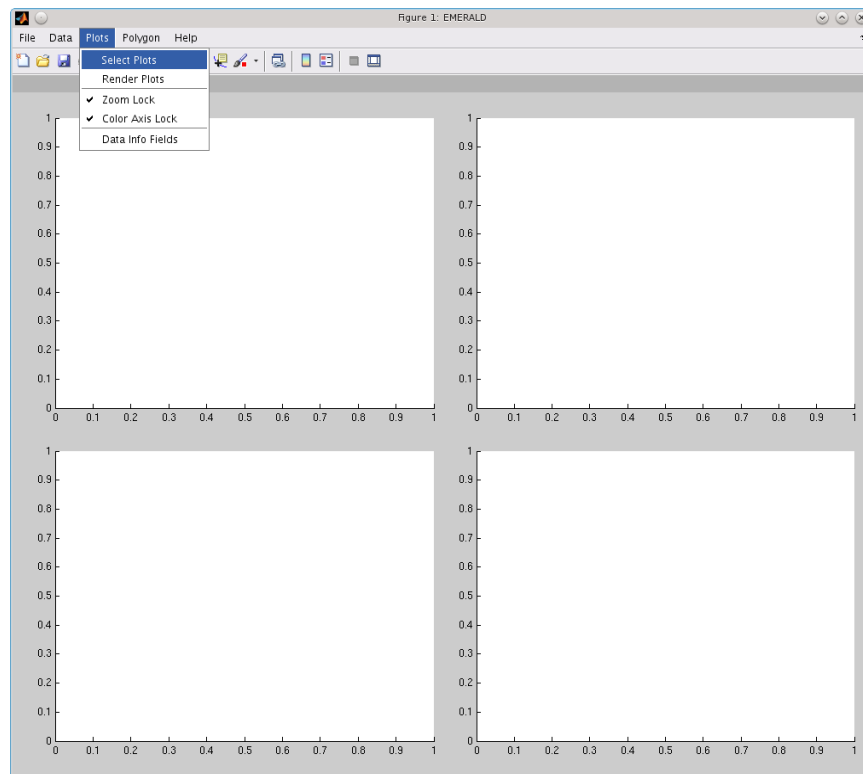 Figure 1: EMERALD
File Data Plots Polygon Help
Select Plots
Render Plots
Zoom Lock
Color Axis Lock
Data Info Fields
1 1
0.9 0.9
0.8 0.8
0.7 0.7
0.6 0.6
0.5 0.5
0.4 0.4
0.3 0.3
0.2 0.2
0.1 0.1
0 0
0 0.1 0.2 0.3 0.4 0.5 0.6 0.7 0.8 0.9 1 0 0.1 0.2 0.3 0.4 0.5 0.6 0.7 0.8 0.9 1
1 1
0.9 0.9
0.8 0.8
0.7 0.7
0.6 0.6
0.5 0.5
0.4 0.4
0.3 0.3
0.2 0.2
0.1 0.1
0 0
0 0.1 0.2 0.3 0.4 0.5 0.6 0.7 0.8 0.9 1 0 0.1 0.2 0.3 0.4 0.5 0.6 0.7 0.8 0.9 1